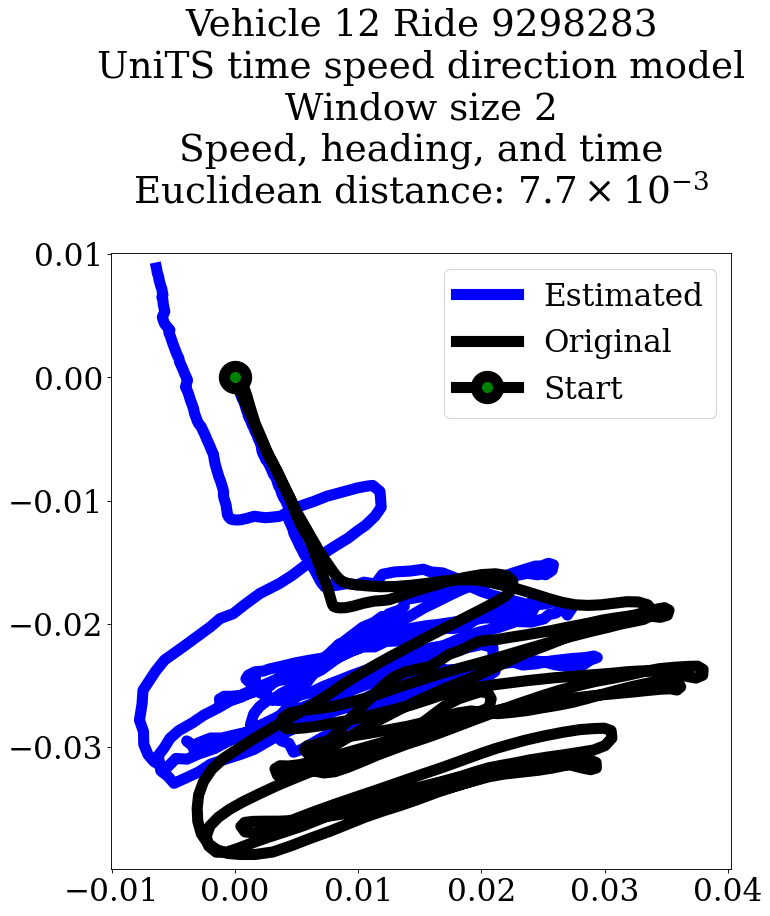 Vehicle 12 Ride 9298283
UniTS time speed direction model
Window size 2
Speed, heading, and time
Euclidean distance: 7.7 × 10⁻³
0.01
0.00
−0.01
−0.02
−0.03
Estimated
Original
Start
−0.01 0.00 0.01 0.02 0.03 0.04